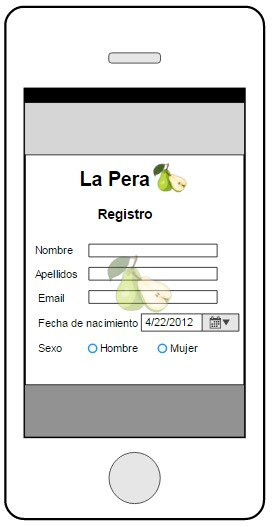 La Pera
Registro
Nombre
Apellidos
Email
Fecha de nacimiento 4/22/2012
Sexo Hombre Mujer